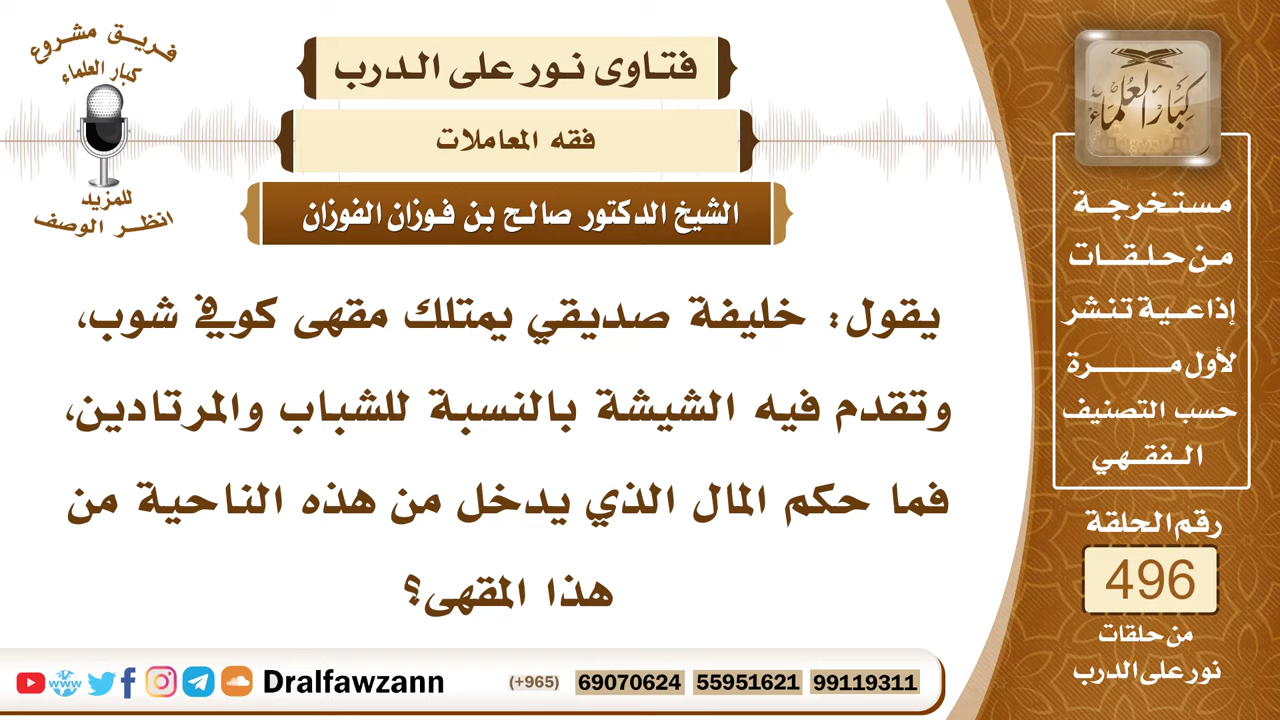 فريق مشروع
كبار العلماء
للمزيد
انظر الوصف
فتاوى نور على الدرب
فقه المعاملات
الشيخ الدكتور صالح بن فوزان الفوزان
يقول: خليفة صديقي يمتلك مقهى كوفي شوب،
وتقدم فيه الشيشة بالنسبة للشباب والمرتادين،
فما حكم المال الذي يدخل من هذه الناحية من
هذا المقهى؟
كبار العلماء
مستخرجة
من حلقات
إذاعية تنشر
لأول مرة
حسب التصنيف
الفقهي
رقم الحلقة
496
من حلقات
نور على الدرب
www Dralfawzann (+965) 69070624 55951621 99119311